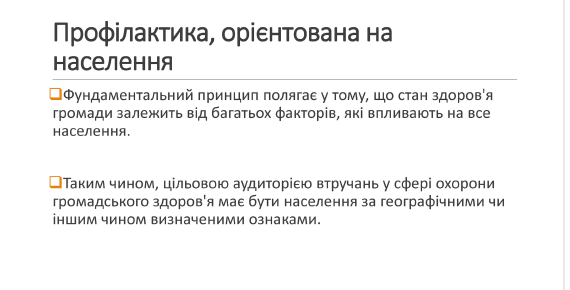 Профілактика, орієнтована на
населення
Фундаментальний принцип полягає у тому, що стан здоров'я
громади залежить від багатьох факторів, які впливають на все
населення.
Таким чином, цільовою аудиторією втручань у сфері охорони
громадського здоров'я має бути населення за географічними чи
іншим чином визначеними ознаками.